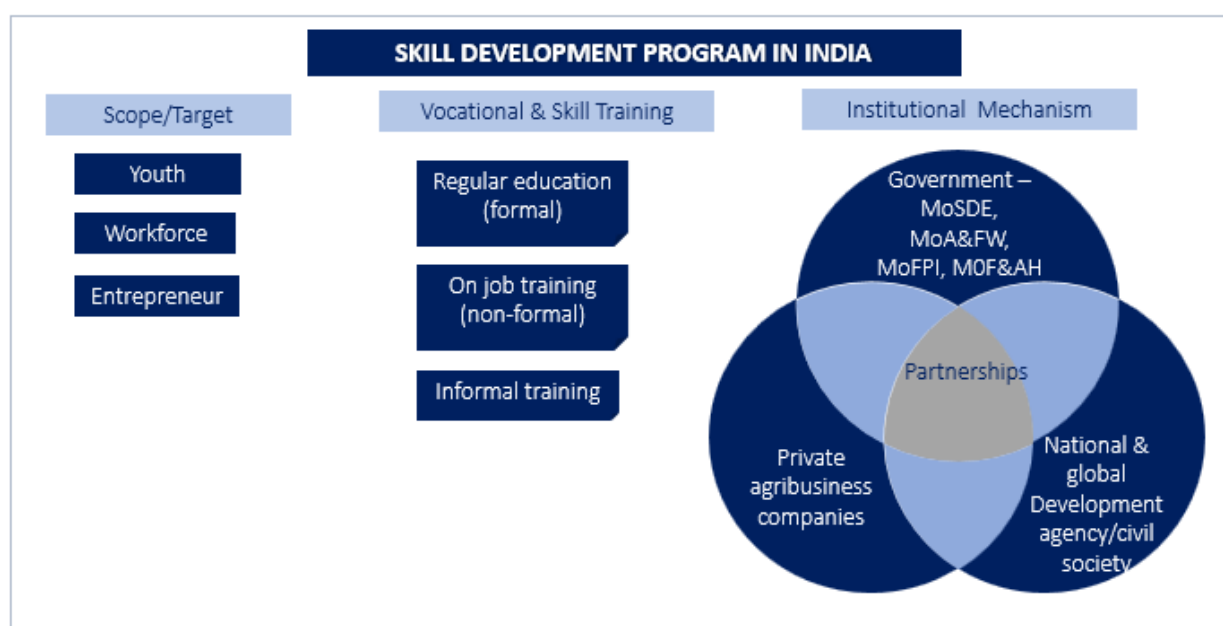 SKILL DEVELOPMENT PROGRAM IN INDIA
Scope/Target
Youth
Workforce
Entrepreneur
Vocational & Skill Training
Regular education
(formal)
On job training
(non-formal)
Informal training
Institutional Mechanism
Government –
MoSDE,
MoA&FW,
MoFPI, M0F&AH
Partnerships
Private
agribusiness
companies
National &
global
Development
agency/civil
society